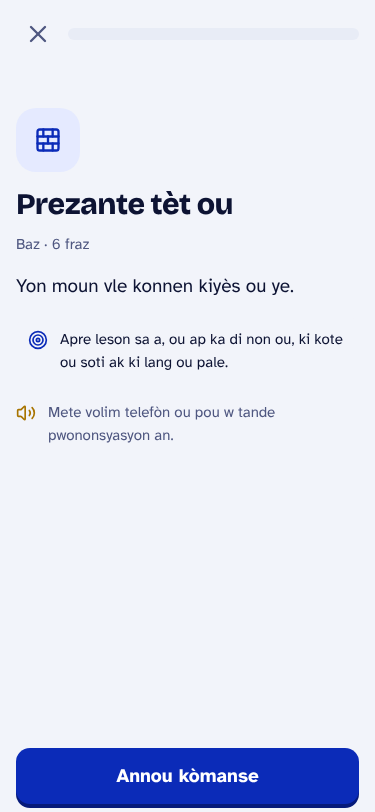 Prezante tèt ou
Baz · 6 fraz
Yon moun vle konnen kiyès ou ye.
Apre leson sa a, ou ap ka di non ou, ki kote
ou soti ak ki lang ou pale.
Mete volim telefòn ou pou w tande
pwononsyasyon an.
Annou kòmanse